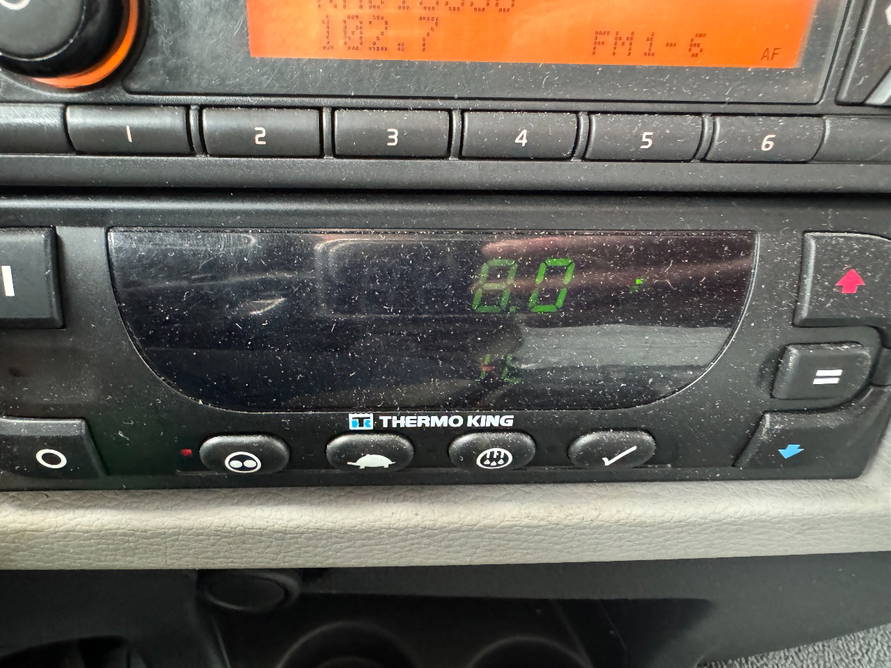 102.7 FM1-6 AF
1 2 3 4 5 6
8.0
°C
THERMO KING